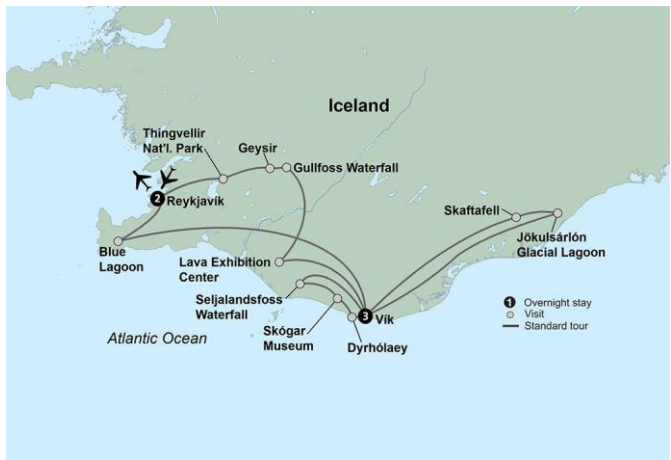 Iceland
Thingvellir
Nat'l. Park
Geysir
Gullfoss Waterfall
2
Reykjavík
Skaftafell
Jökulsárlón
Glacial Lagoon
Blue
Lagoon
Lava Exhibition
Center
Seljalandsfoss
Waterfall
Skógar
Museum
3
Vík
Dyrhólaey
Atlantic Ocean
1 Overnight stay
Visit
Standard tour